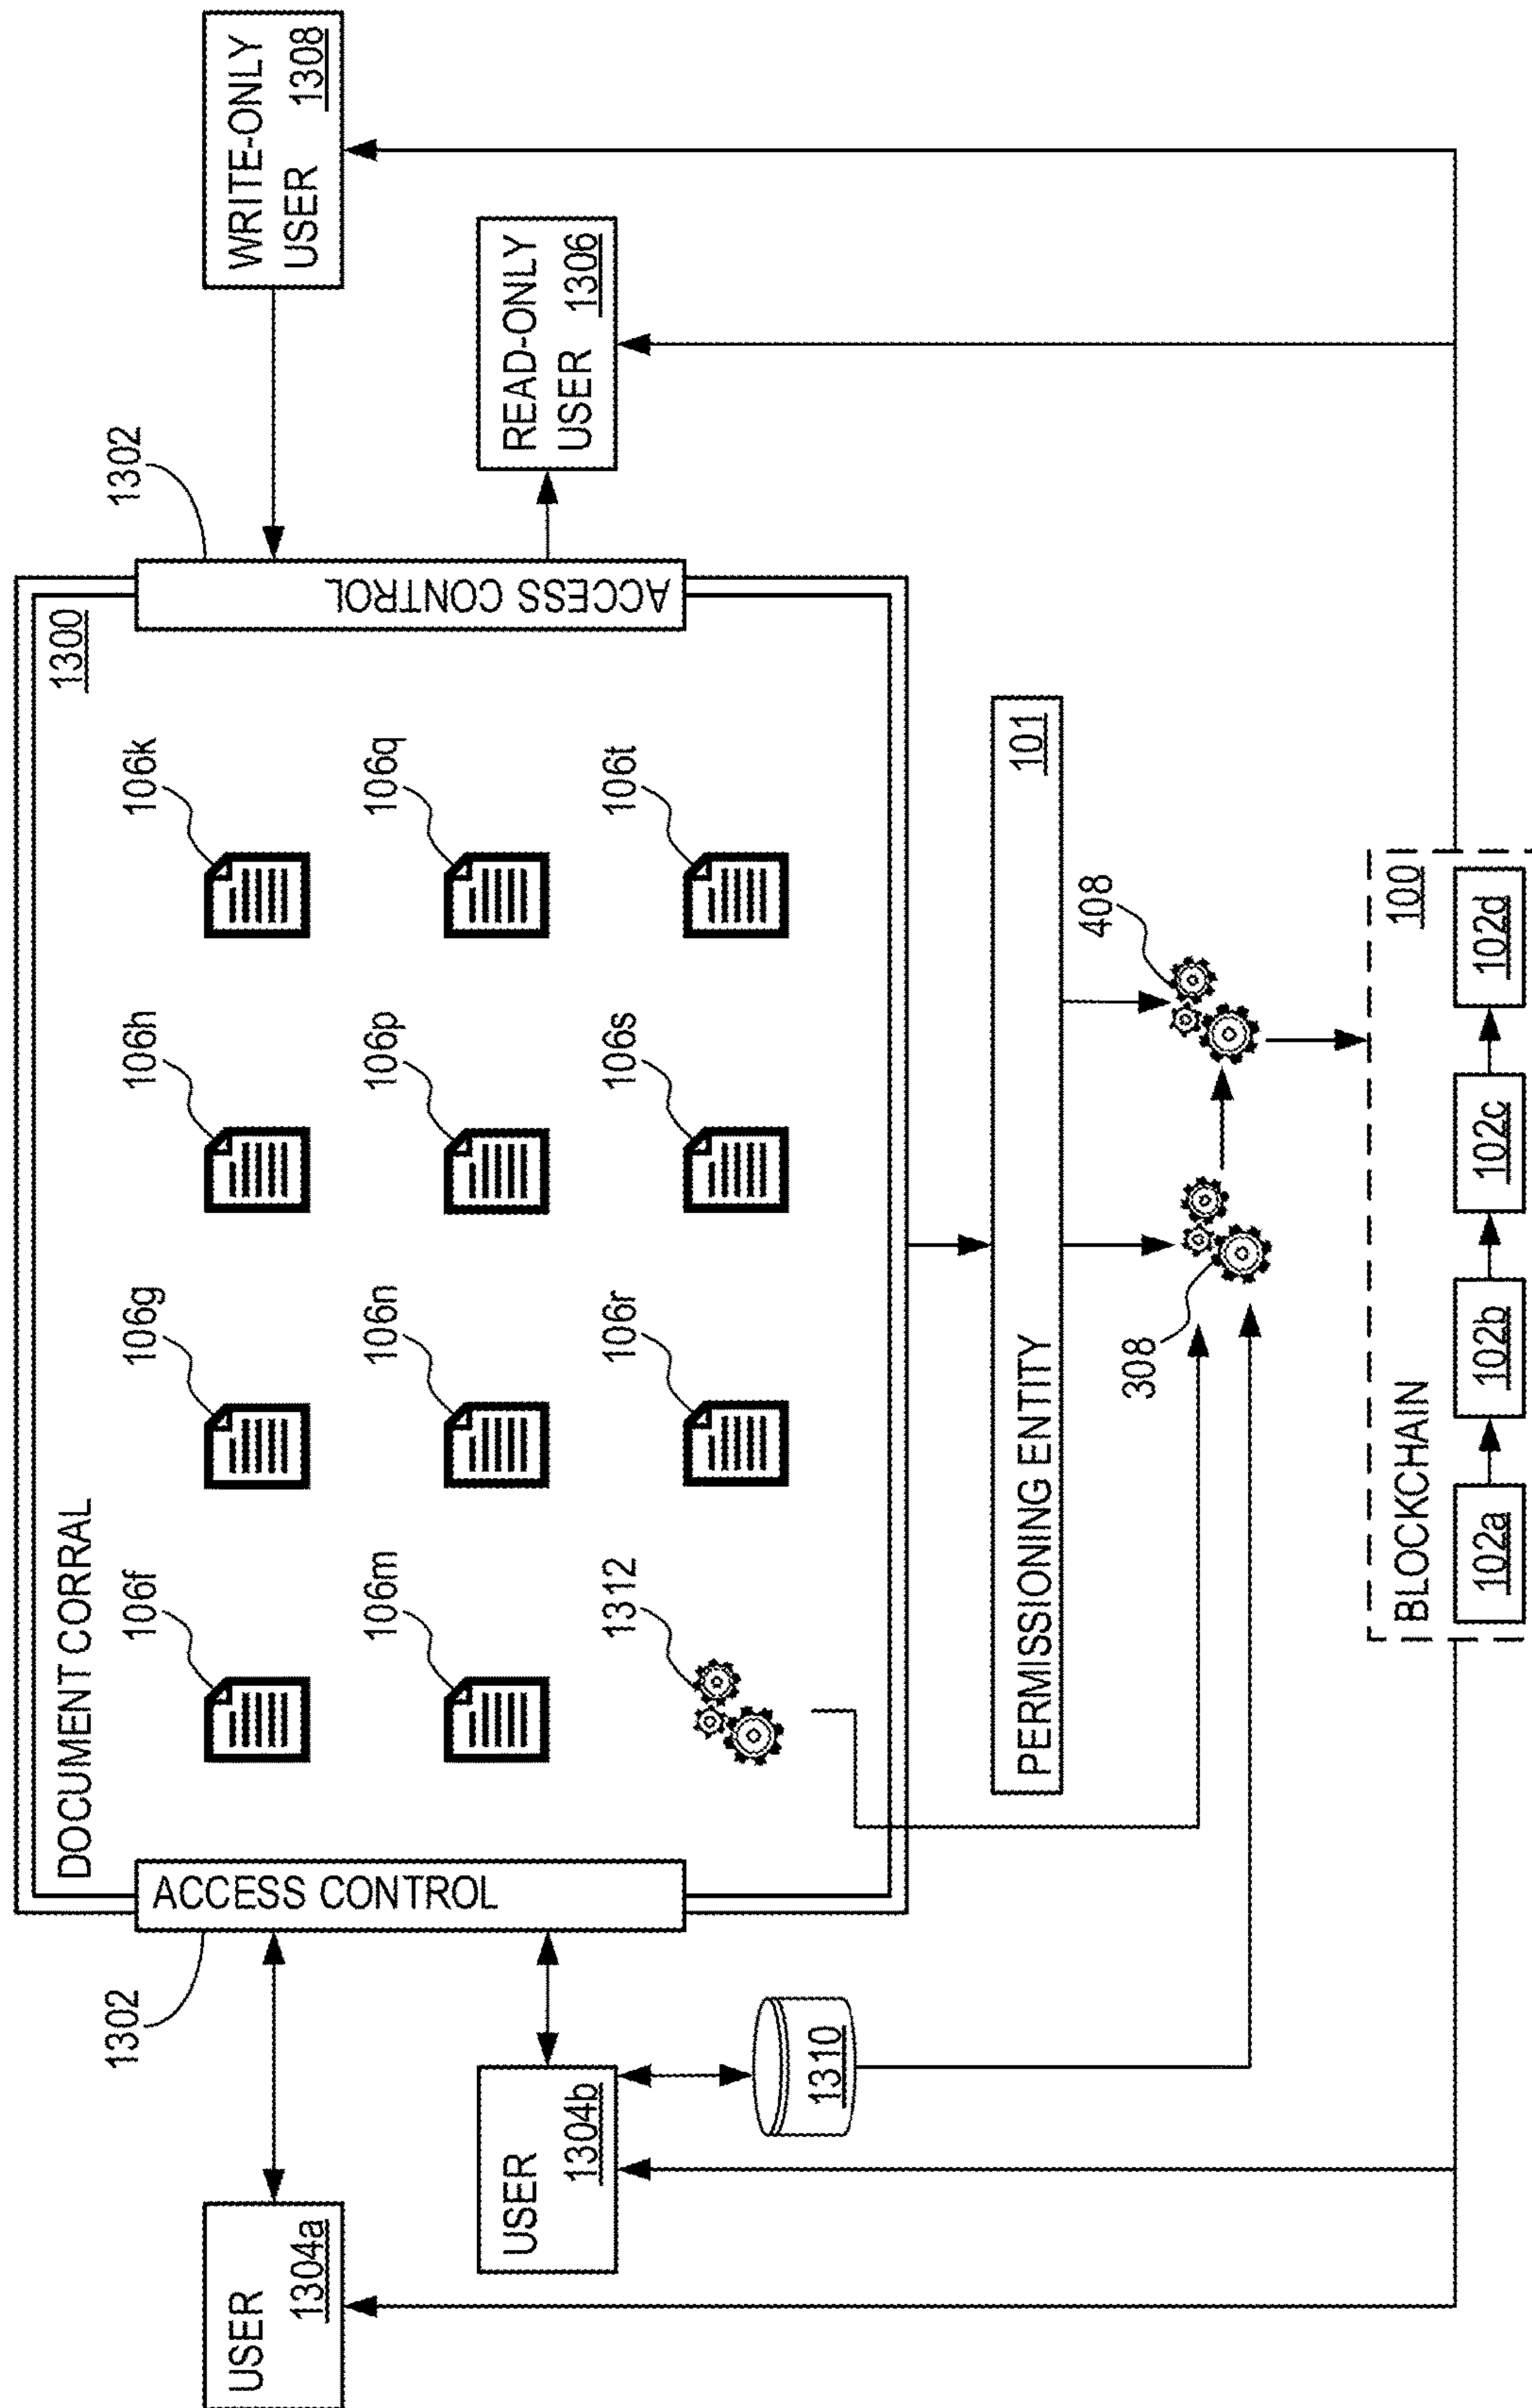 DOCUMENT CORRAL
1300
106f
106g
106h
106k
106m
106n
106p
106q
1312
106r
106s
106t
1302
ACCESS CONTROL
1302
ACCESS CONTROL
USER
1304a
USER
1304b
1310
WRITE-ONLY
USER 1308
READ-ONLY
USER 1306
PERMISSIONING ENTITY 101
308
408
BLOCKCHAIN 100
102a
102b
102c
102d